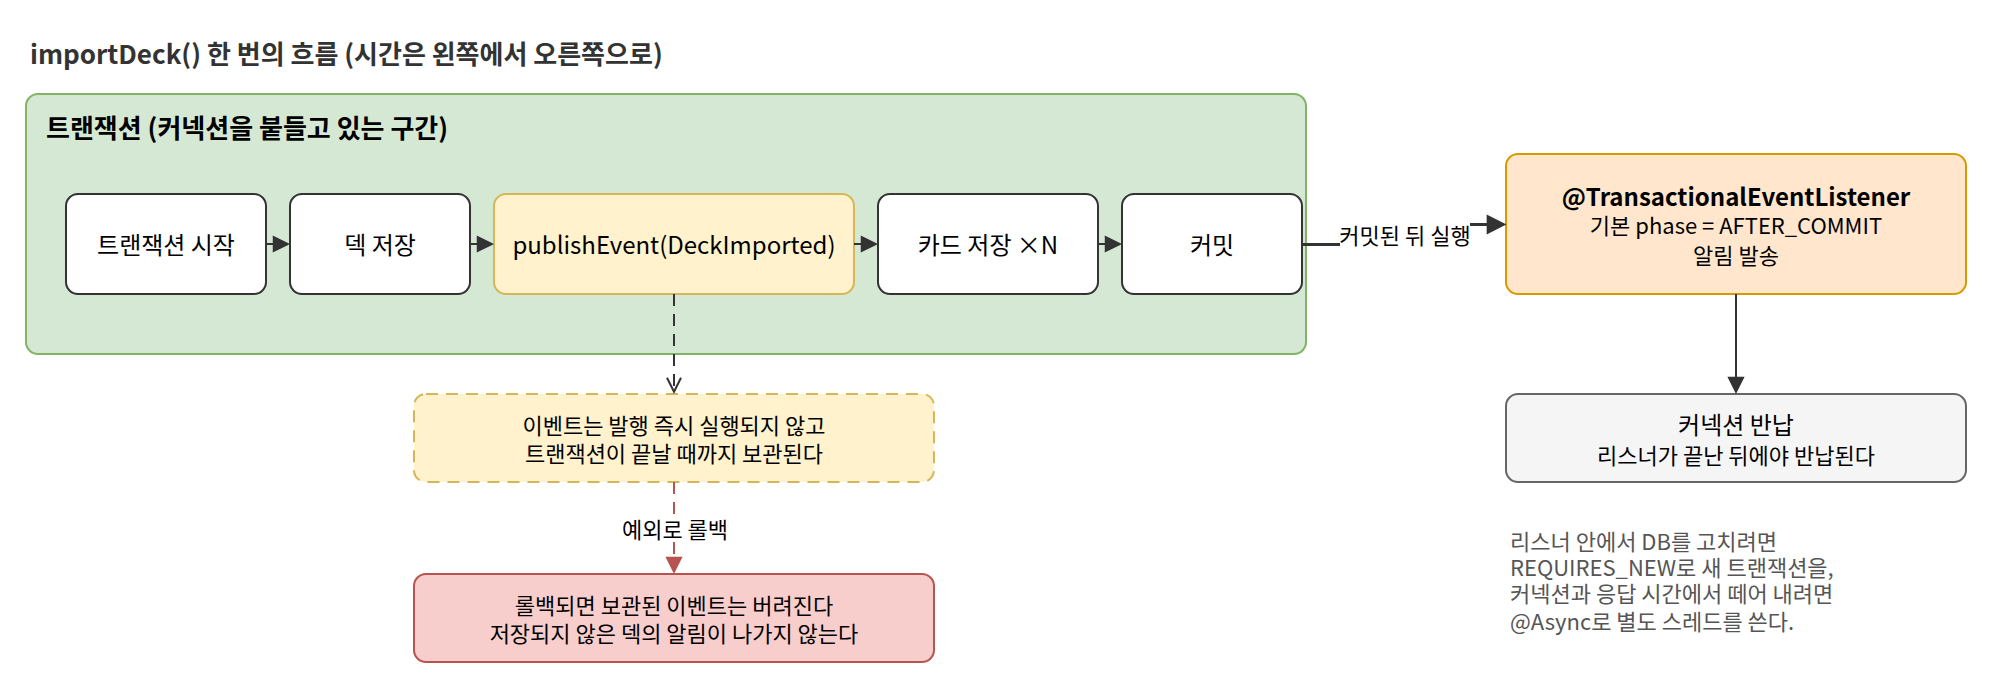 importDeck() 한 번의 흐름 (시간은 왼쪽에서 오른쪽으로)
트랜잭션 (커넥션을 붙들고 있는 구간)
트랜잭션 시작
덱 저장
publishEvent(DeckImported)
카드 저장 ×N
커밋
커밋된 뒤 실행
@TransactionalEventListener
기본 phase = AFTER_COMMIT
알림 발송
이벤트는 발행 즉시 실행되지 않고
트랜잭션이 끝날 때까지 보관된다
커넥션 반납
리스너가 끝난 뒤에야 반납된다
예외로 롤백
롤백되면 보관된 이벤트는 버려진다
저장되지 않은 덱의 알림이 나가지 않는다
리스너 안에서 DB를 고치려면
REQUIRES_NEW로 새 트랜잭션을,
커넥션과 응답 시간에서 떼어 내려면
@Async로 별도 스레드를 쓴다.